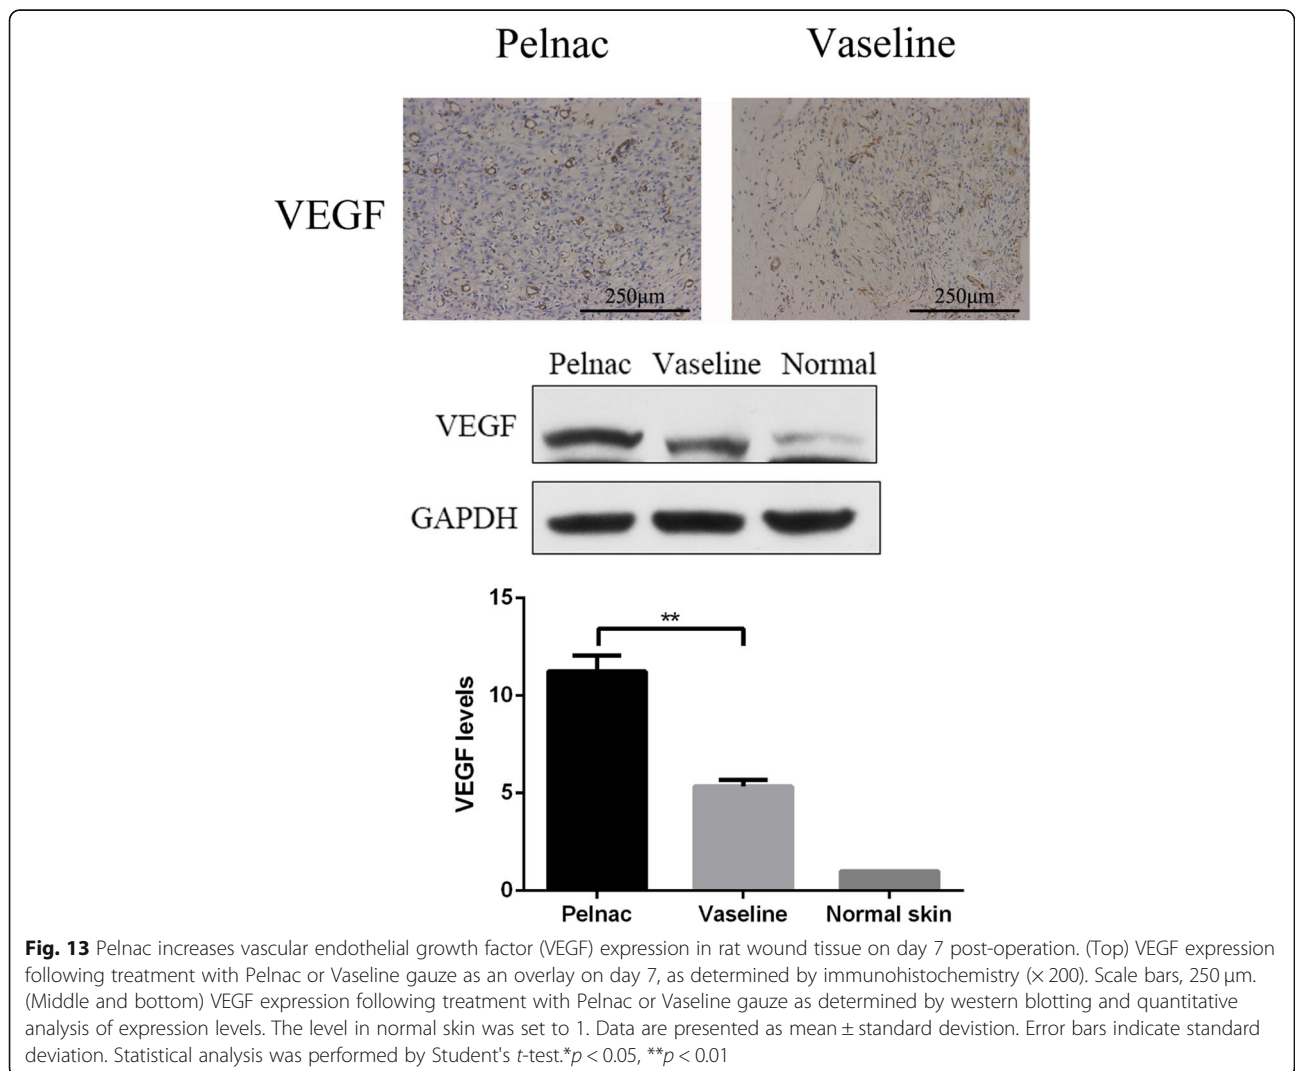 Pelnac Vaseline
VEGF
250μm 250μm
Pelnac Vaseline Normal
VEGF
GAPDH
15
**
10
5
0
VEGF levels
Pelnac Vaseline Normal skin
Fig. 13 Pelnac increases vascular endothelial growth factor (VEGF) expression in rat wound tissue on day 7 post-operation. (Top) VEGF expression
following treatment with Pelnac or Vaseline gauze as an overlay on day 7, as determined by immunohistochemistry (× 200). Scale bars, 250 μm.
(Middle and bottom) VEGF expression following treatment with Pelnac or Vaseline gauze as determined by western blotting and quantitative
analysis of expression levels. The level in normal skin was set to 1. Data are presented as mean ± standard devistion. Error bars indicate standard
deviation. Statistical analysis was performed by Student's t-test.*p < 0.05, **p < 0.01